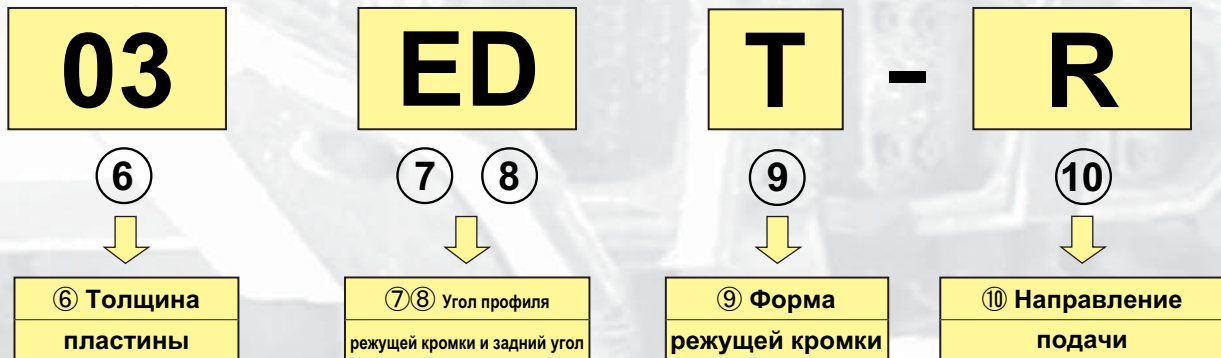 03 ED T - R
⑥ ⑦ ⑧ ⑨ ⑩
⑥ Толщина
пластины
⑦⑧ Угол профиля
режущей кромки и задний угол
⑨ Форма
режущей кромки
⑩ Направление
подачи